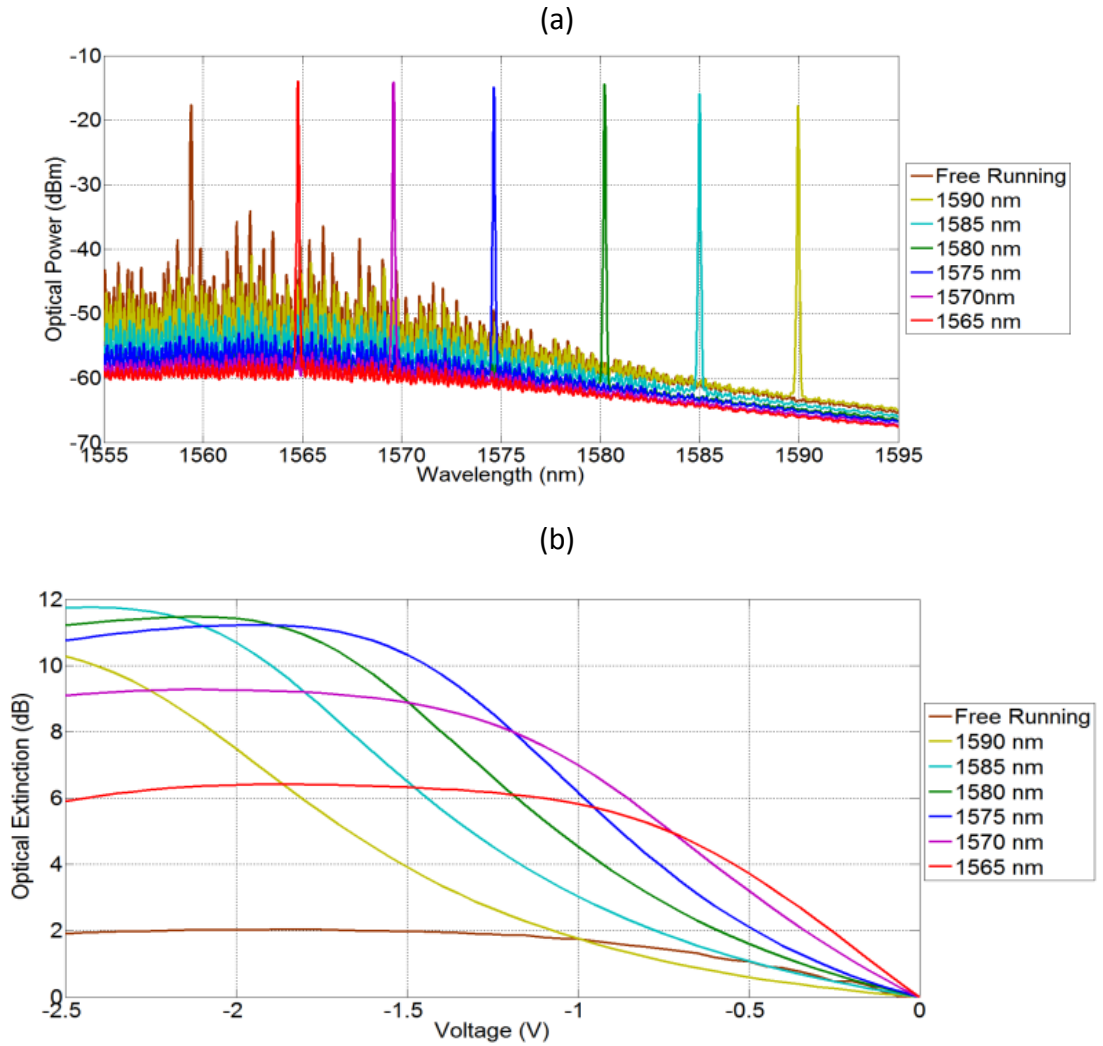 (a)
-10
-20
-30
-40
-50
-60
-70
Optical Power (dBm)
1555 1560 1565 1570 1575 1580 1585 1590 1595
Wavelength (nm)
Free Running
1590 nm
1585 nm
1580 nm
1575 nm
1570nm
1565 nm
(b)
12
10
8
6
4
2
0
Optical Extinction (dB)
-2.5 -2 -1.5 -1 -0.5 0
Voltage (V)
Free Running
1590 nm
1585 nm
1580 nm
1575 nm
1570 nm
1565 nm